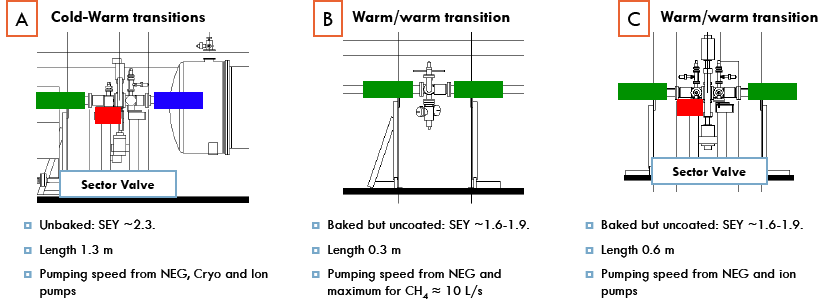 A
Cold-Warm transitions
Sector Valve
Unbaked: SEY ~2.3.
Length 1.3 m
Pumping speed from NEG, Cryo and Ion
pumps
B
Warm/warm transition
Baked but uncoated: SEY ~1.6-1.9.
Length 0.3 m
Pumping speed from NEG and
maximum for CH₄ ≈ 10 L/s
C
Warm/warm transition
Sector Valve
Baked but uncoated: SEY ~1.6-1.9.
Length 0.6 m
Pumping speed from NEG and ion
pumps